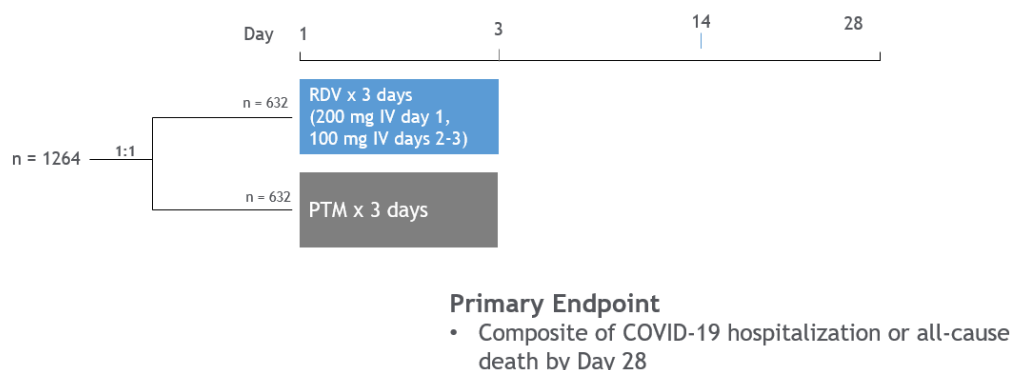 Day 1 3 14 28
n = 632
RDV x 3 days
(200 mg IV day 1,
100 mg IV days 2-3)
n = 1264
1:1
n = 632
PTM x 3 days
Primary Endpoint
• Composite of COVID-19 hospitalization or all-cause
death by Day 28